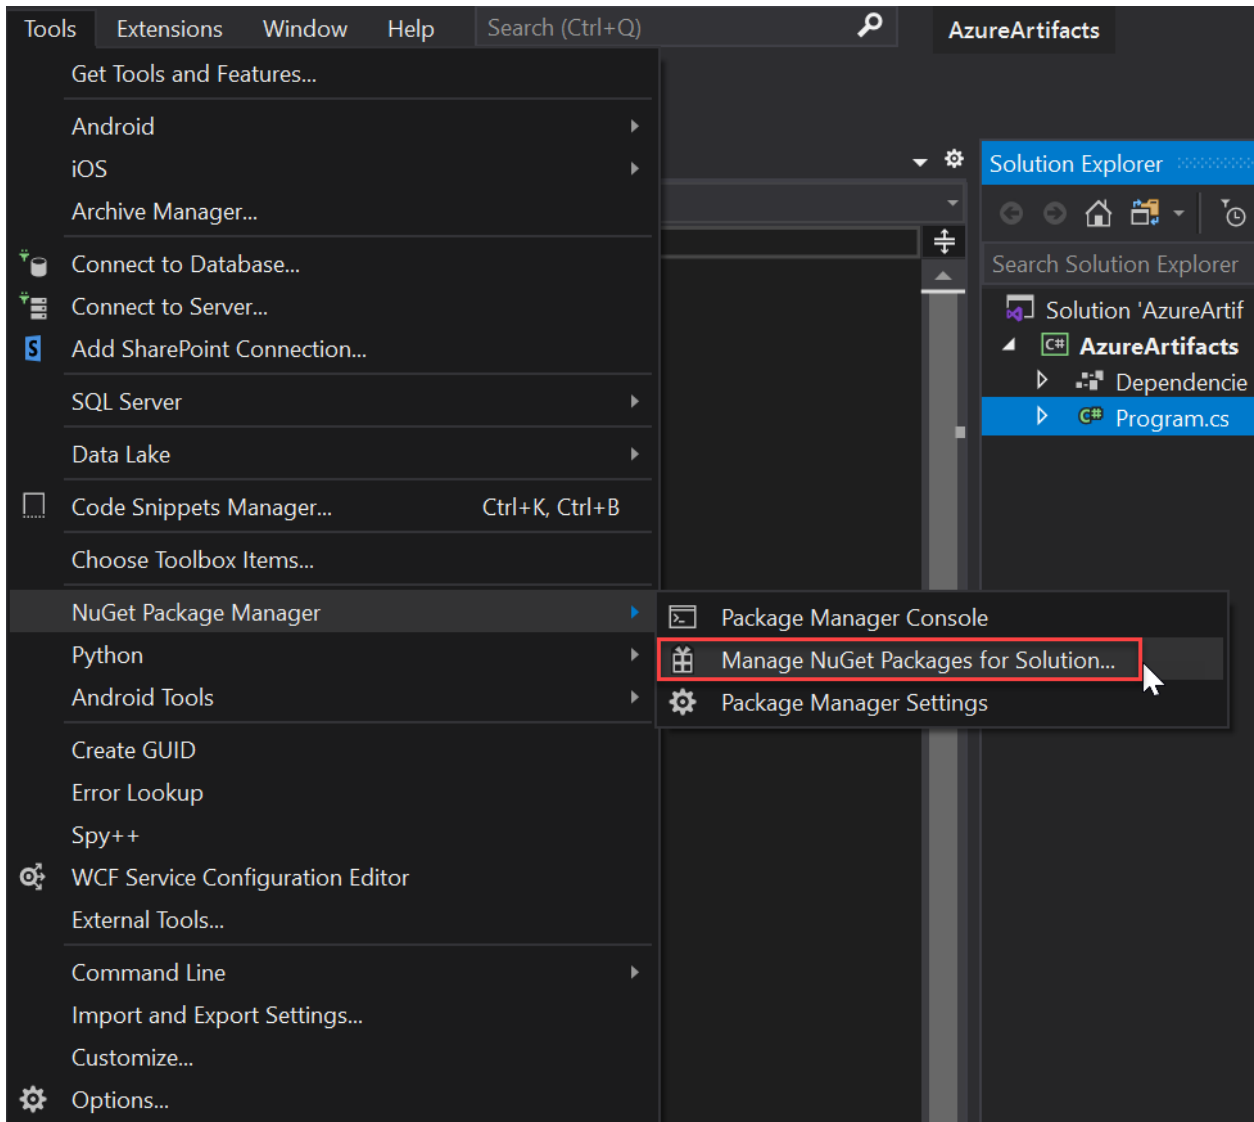 Tools Extensions Window Help Search (Ctrl+Q) AzureArtifacts
Get Tools and Features...
Android
iOS
Archive Manager...
Connect to Database...
Connect to Server...
Add SharePoint Connection...
SQL Server
Data Lake
Code Snippets Manager... Ctrl+K, Ctrl+B
Choose Toolbox Items...
NuGet Package Manager
Python
Android Tools
Create GUID
Error Lookup
Spy++
WCF Service Configuration Editor
External Tools...
Command Line
Import and Export Settings...
Customize...
Options...
Package Manager Console
Manage NuGet Packages for Solution...
Package Manager Settings
Solution Explorer
Search Solution Explorer
Solution 'AzureArtif
C# AzureArtifacts
Dependencie
C# Program.cs